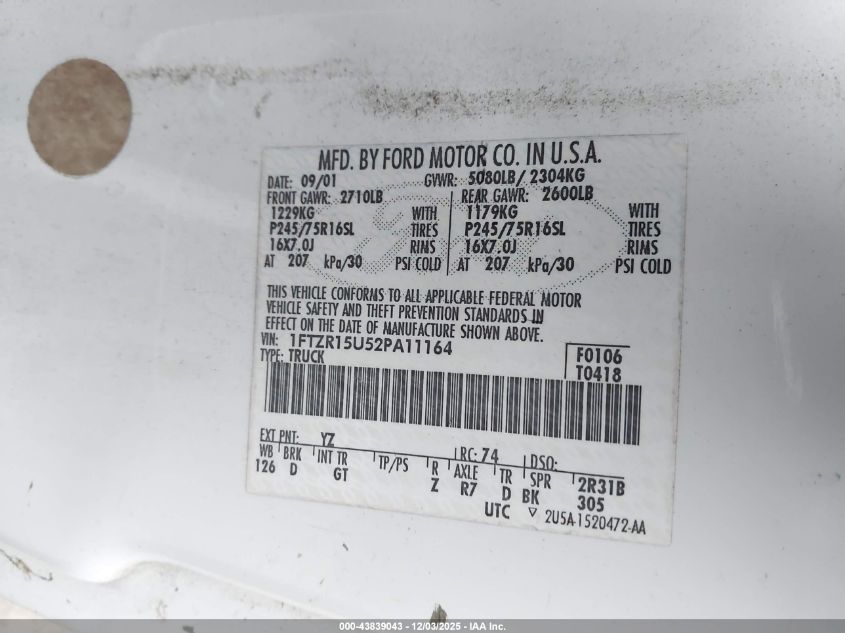 MFD. BY FORD MOTOR CO. IN U.S.A.
DATE: 09/01 GVWR: 5080LB/ 2304KG
FRONT GAWR: 2710LB REAR GAWR: 2600LB
1229KG WITH 1179KG WITH
P245/75R16SL TIRES P245/75R16SL TIRES
16X7.0J RIMS 16X7.0J RIMS
AT 207 kPa/30 PSI COLD AT 207 kPa/30 PSI COLD
THIS VEHICLE CONFORMS TO ALL APPLICABLE FEDERAL MOTOR
VEHICLE SAFETY AND THEFT PREVENTION STANDARDS IN
EFFECT ON THE DATE OF MANUFACTURE SHOWN ABOVE.
VIN: 1FTZR15U52PA11164 F0106
TYPE: TRUCK T0418
EXT PNT: YZ RC: 74 DSO:
WB BRK INT TR TP/PS R AXLE TR SPR 2R31B
126 D GT Z R7 D BK 305
UTC ▽ 2U5A-1520472-AA
000-43839043 - 12/03/2025 - IAA Inc.